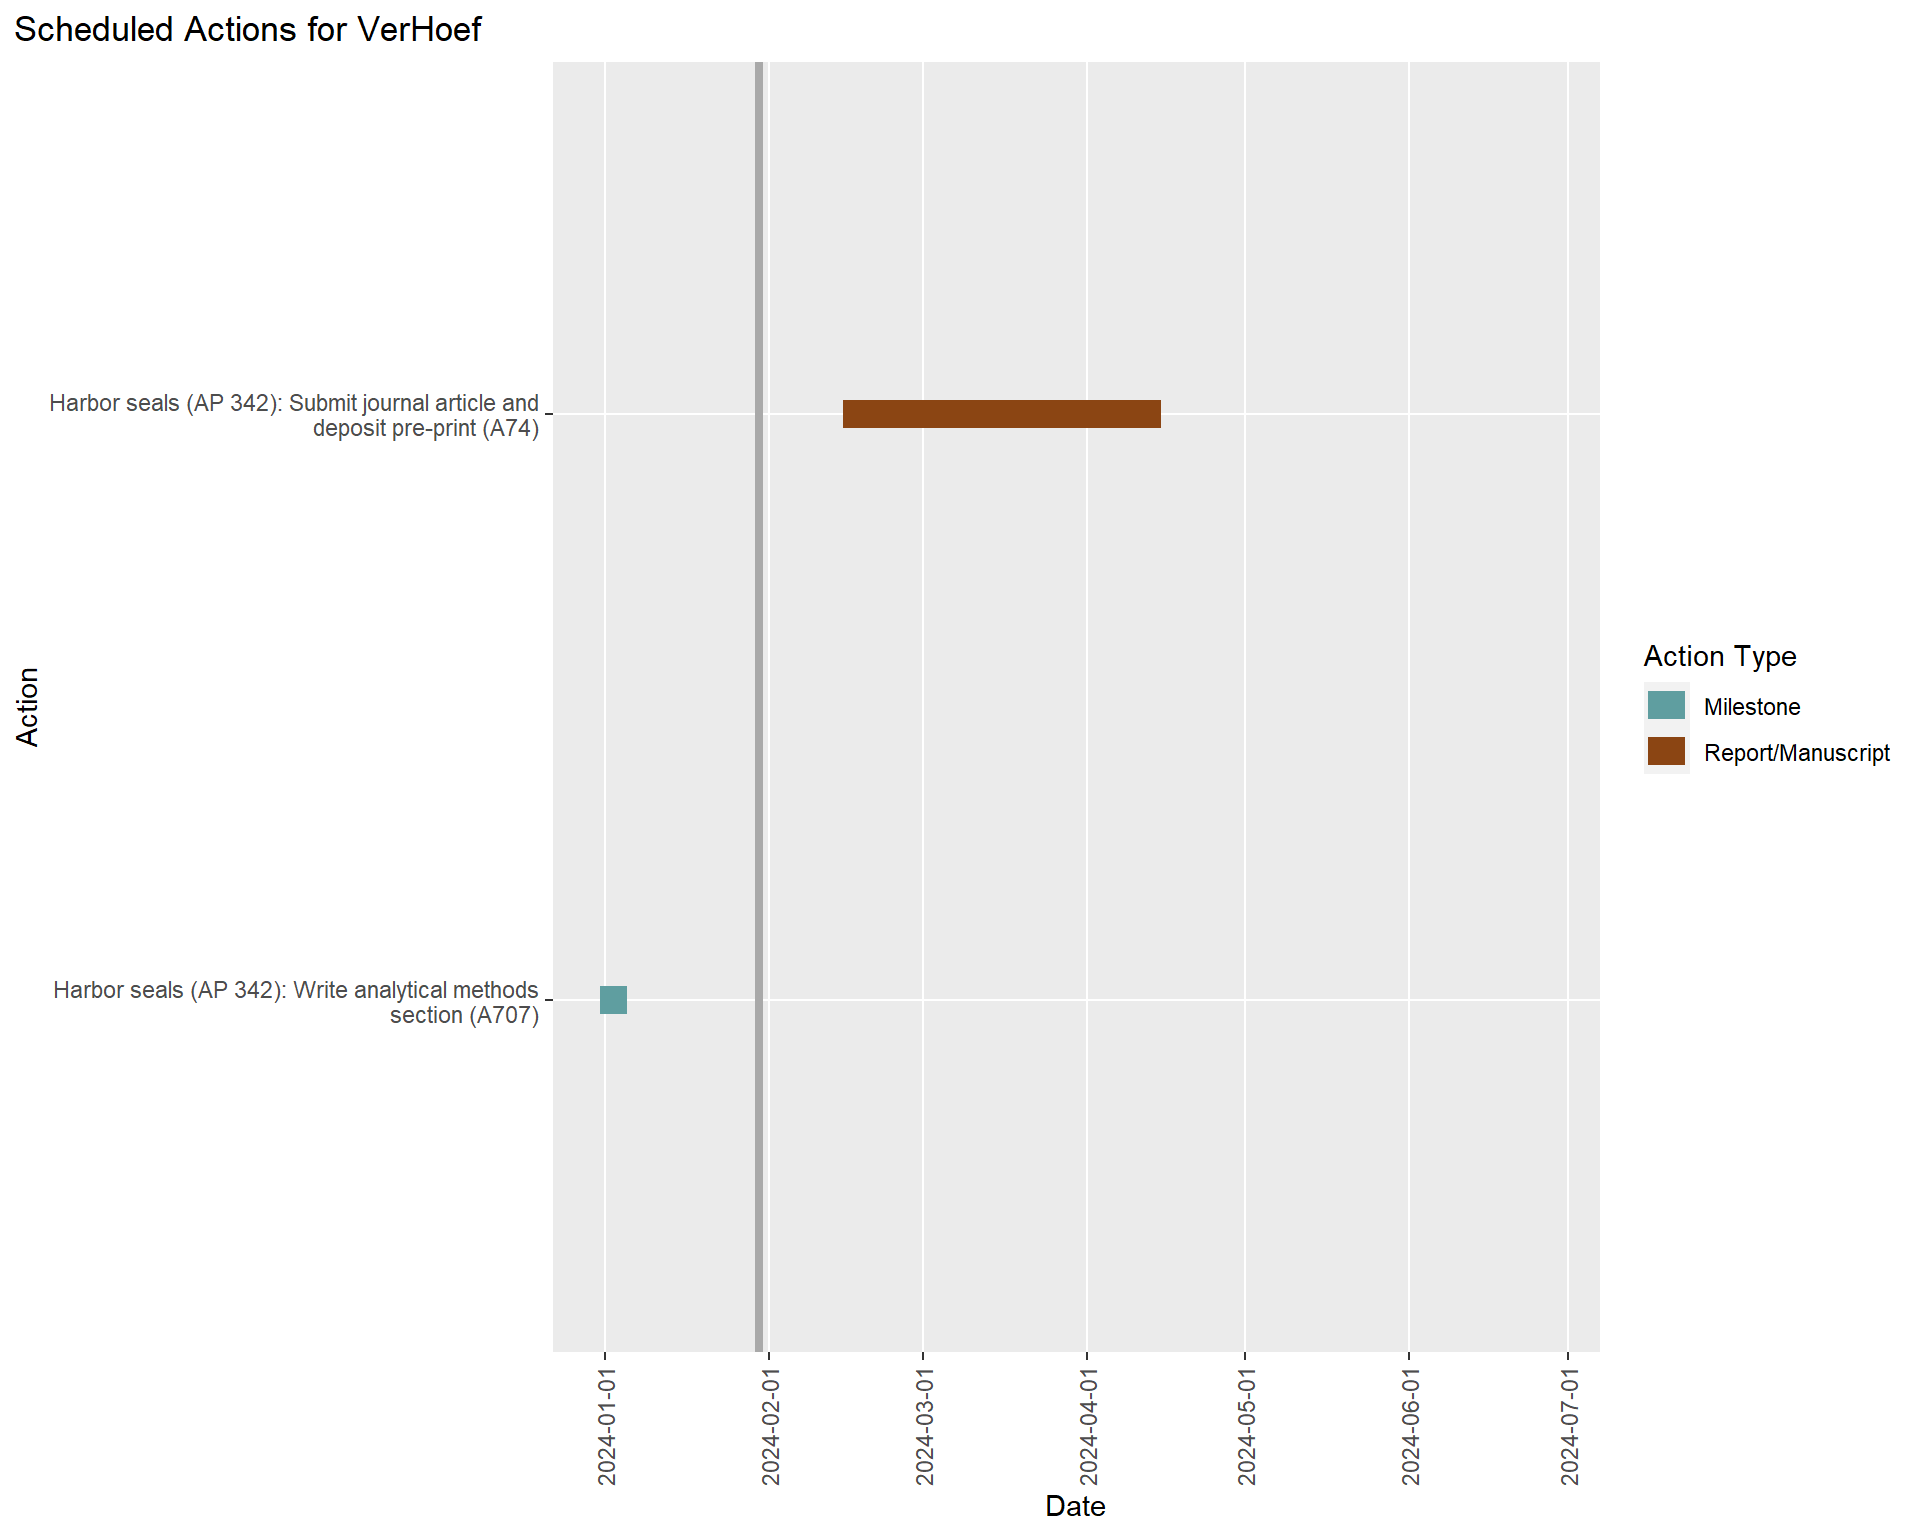 Scheduled Actions for VerHoef
Harbor seals (AP 342): Submit journal article and
deposit pre-print (A74)
Harbor seals (AP 342): Write analytical methods
section (A707)
Action
2024-01-01
2024-02-01
2024-03-01
2024-04-01
2024-05-01
2024-06-01
2024-07-01
Date
Action Type
Milestone
Report/Manuscript